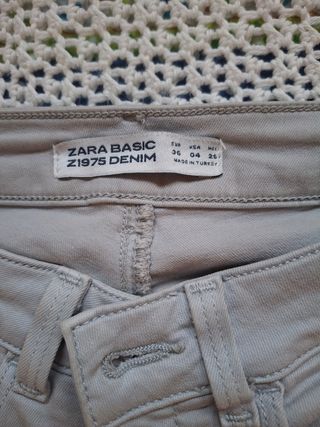 ZARA BASIC
Z1975 DENIM
EUR USA MEX
36 04 26
MADE IN TURKEY